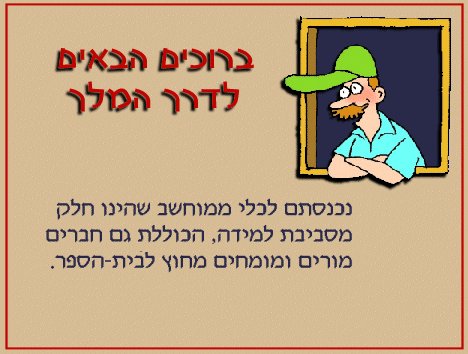 ברוכים הבאים
לדרך המלך
נכנסתם לכלי ממוחשב שהינו חלק
מסביבת למידה, הכוללת גם חברים
מורים ומומחים מחוץ לבית-הספר.